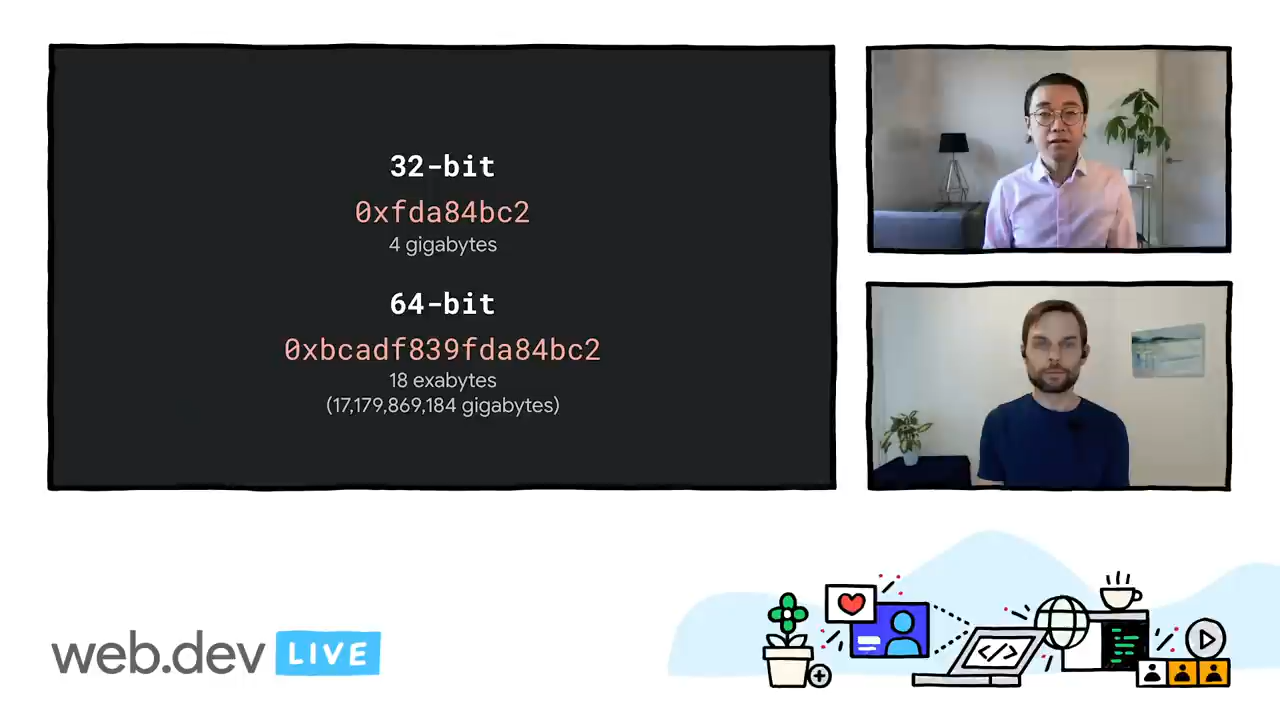 32-bit
0xfda84bc2
4 gigabytes
64-bit
0xbcadf839fda84bc2
18 exabytes
(17,179,869,184 gigabytes)
web.dev LIVE
</>